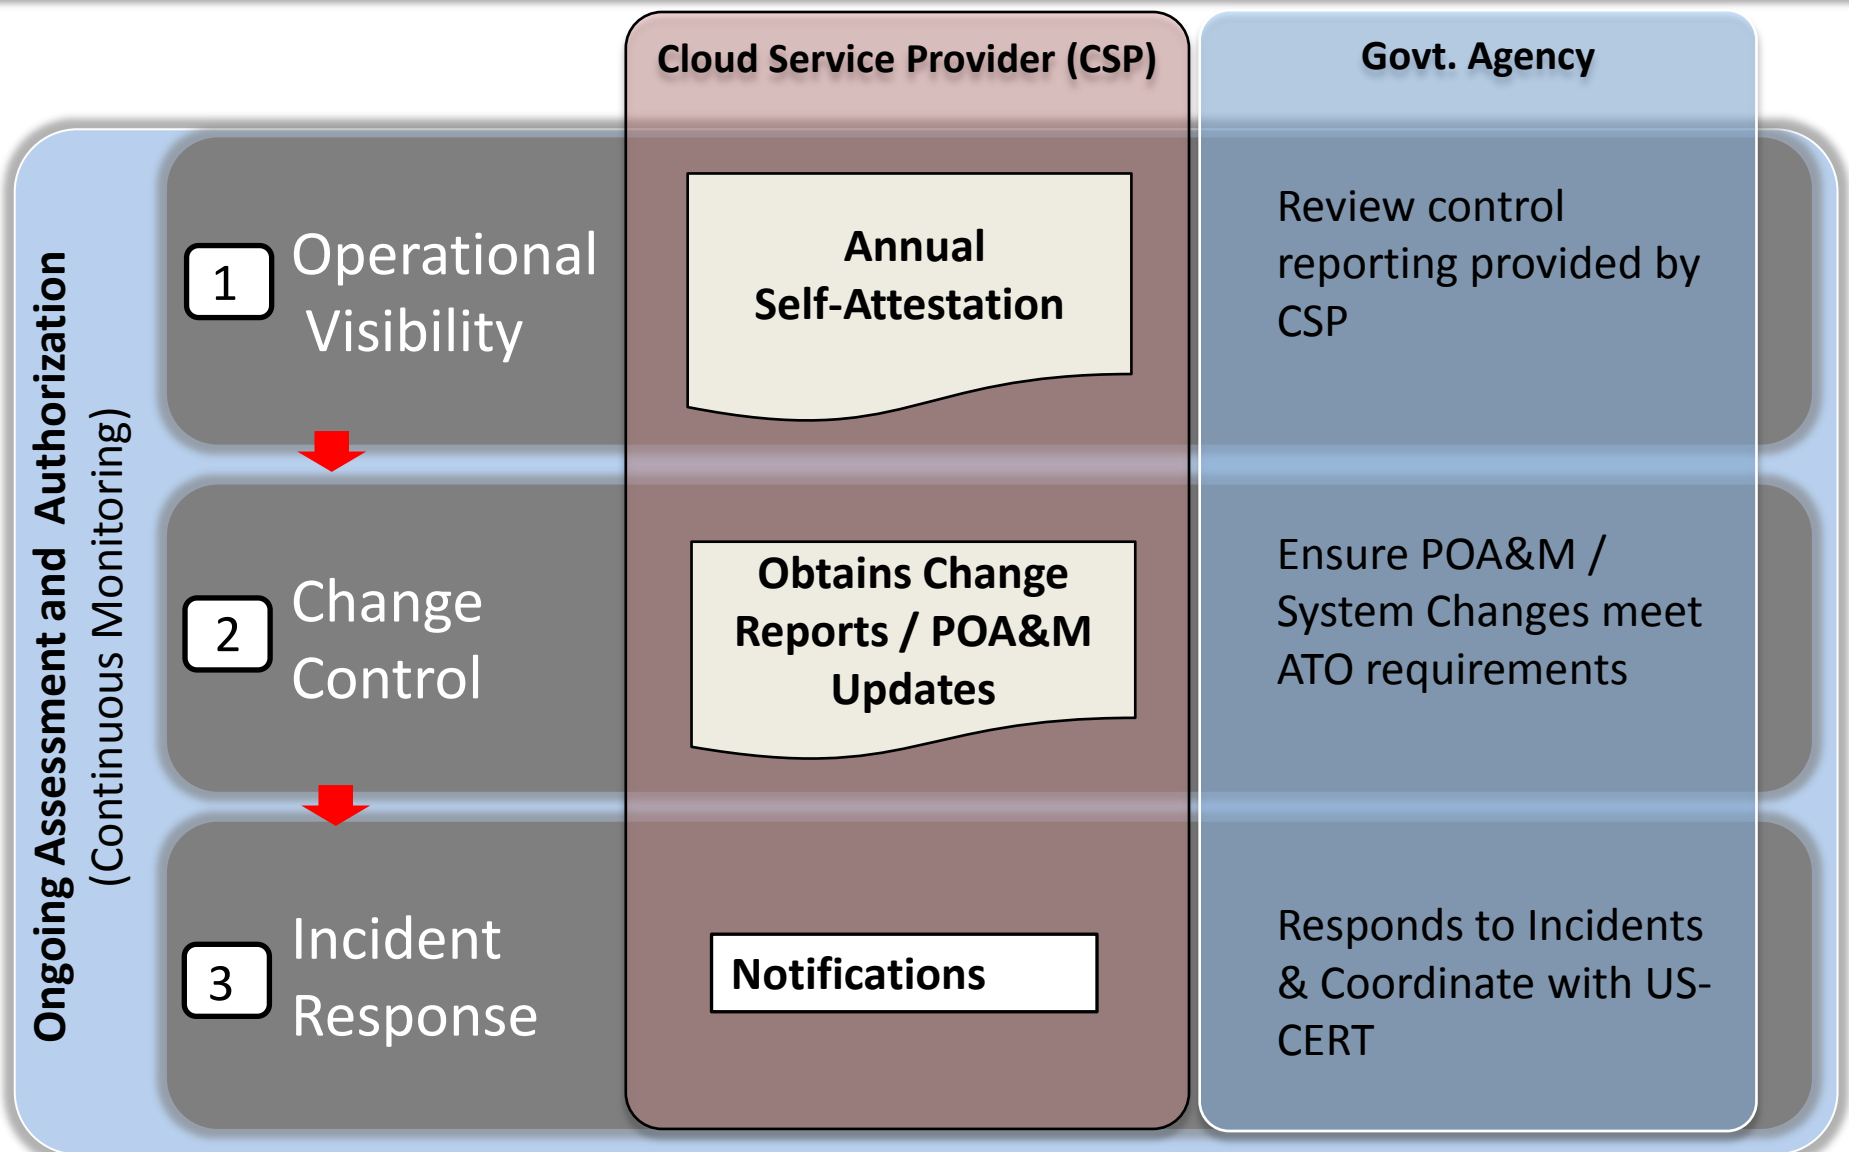 Cloud Service Provider (CSP)
Govt. Agency
Ongoing Assessment and Authorization
(Continuous Monitoring)
1
Operational
Visibility
Annual
Self-Attestation
Review control
reporting provided by
CSP
2
Change
Control
Obtains Change
Reports / POA&M
Updates
Ensure POA&M /
System Changes meet
ATO requirements
3
Incident
Response
Notifications
Responds to Incidents
& Coordinate with US-
CERT